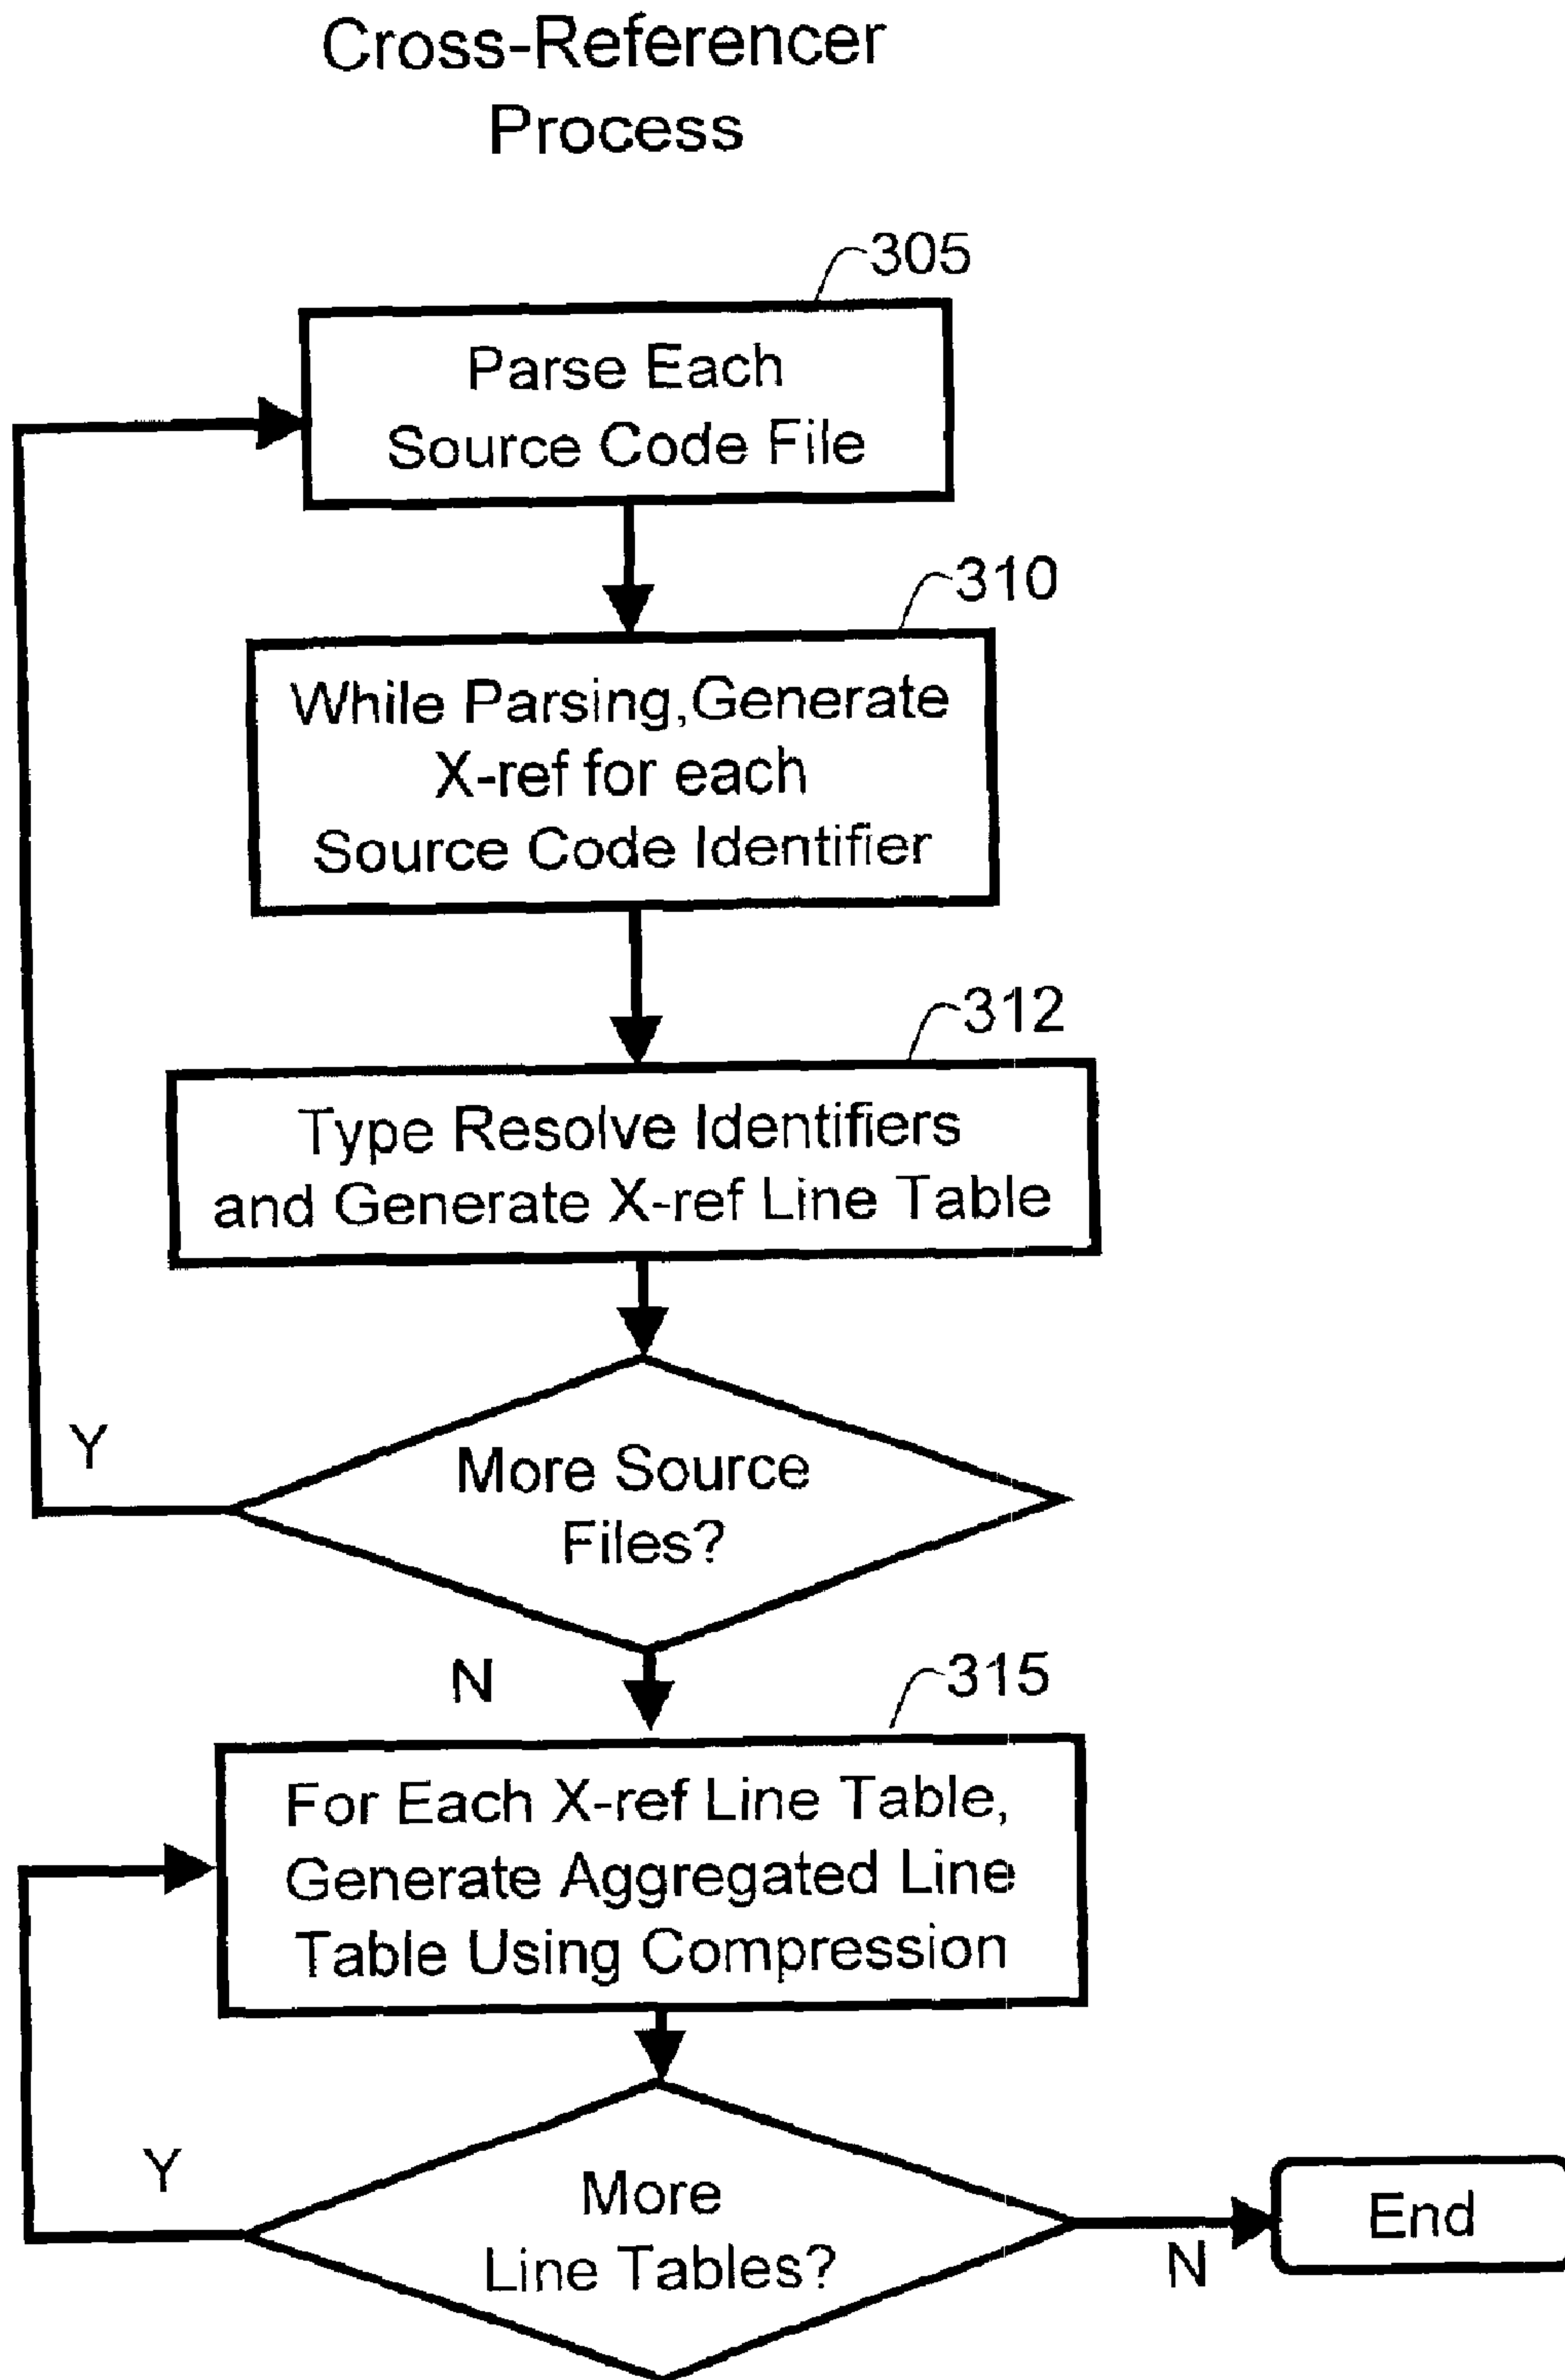 Cross-Referencer
Process
305
Parse Each
Source Code File
310
While Parsing,Generate
X-ref for each
Source Code Identifier
312
Type Resolve Identifiers
and Generate X-ref Line Table
Y
More Source
Files?
N
315
For Each X-ref Line Table,
Generate Aggregated Line
Table Using Compression
Y
More
Line Tables?
N
End